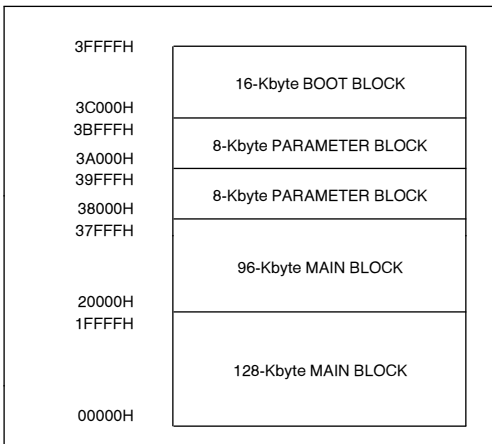 3FFFFH
16-Kbyte BOOT BLOCK
3C000H
3BFFFH
8-Kbyte PARAMETER BLOCK
3A000H
39FFFH
8-Kbyte PARAMETER BLOCK
38000H
37FFFH
96-Kbyte MAIN BLOCK
20000H
1FFFFH
128-Kbyte MAIN BLOCK
00000H